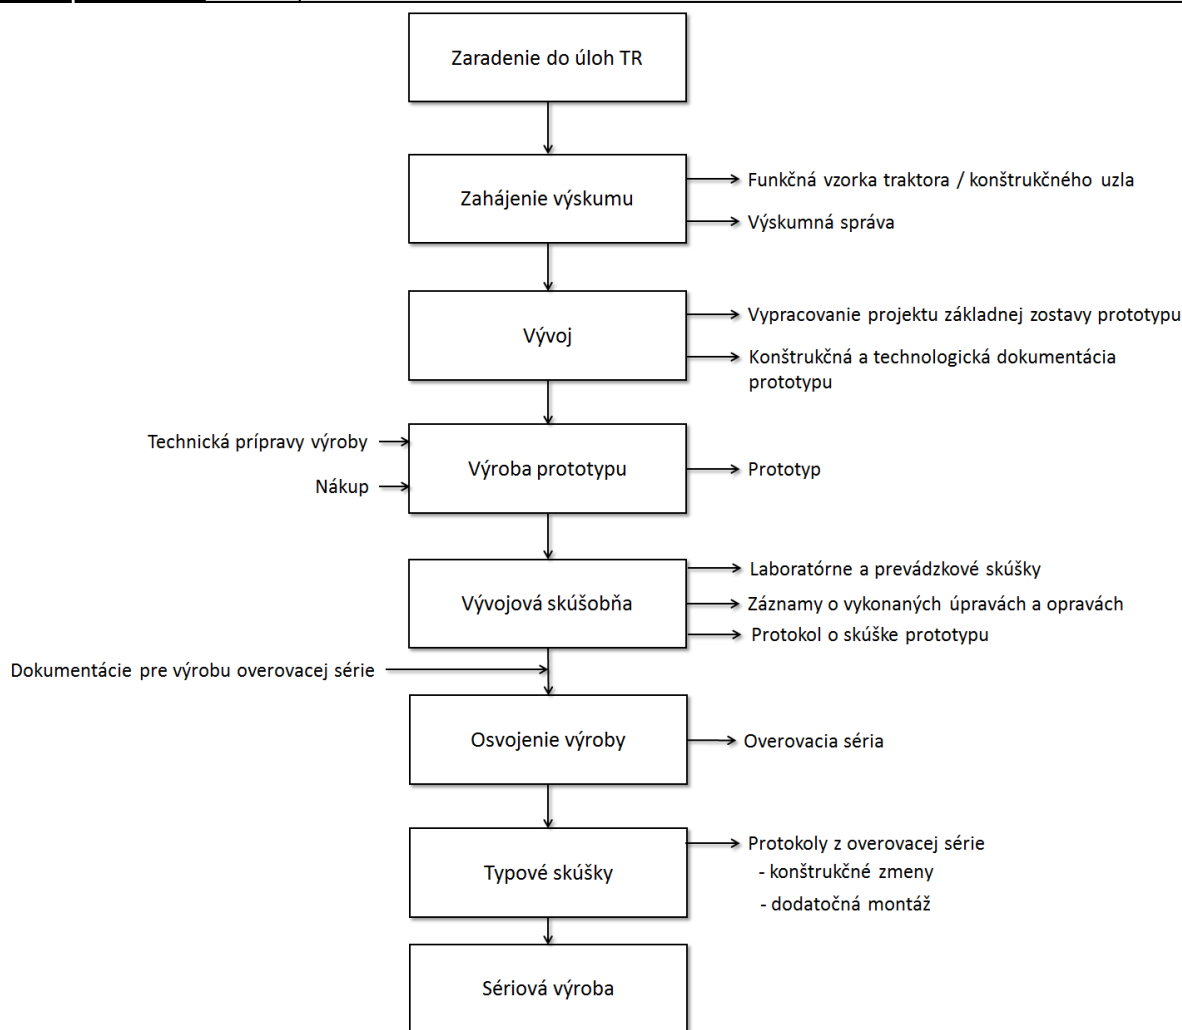 Zaradenie do úloh TR
Zahájenie výskumu
Funkčná vzorka traktora / konštrukčného uzla
Výskumná správa
Vývoj
Vypracovanie projektu základnej zostavy prototypu
Konštrukčná a technologická dokumentácia
prototypu
Technická prípravy výroby
Nákup
Výroba prototypu
Prototyp
Vývojová skúšobňa
Laboratórne a prevádzkové skúšky
Záznamy o vykonaných úpravách a opravách
Protokol o skúške prototypu
Dokumentácie pre výrobu overovacej série
Osvojenie výroby
Overovacia séria
Typové skúšky
Protokoly z overovacej série
- konštrukčné zmeny
- dodatočná montáž
Sériová výroba